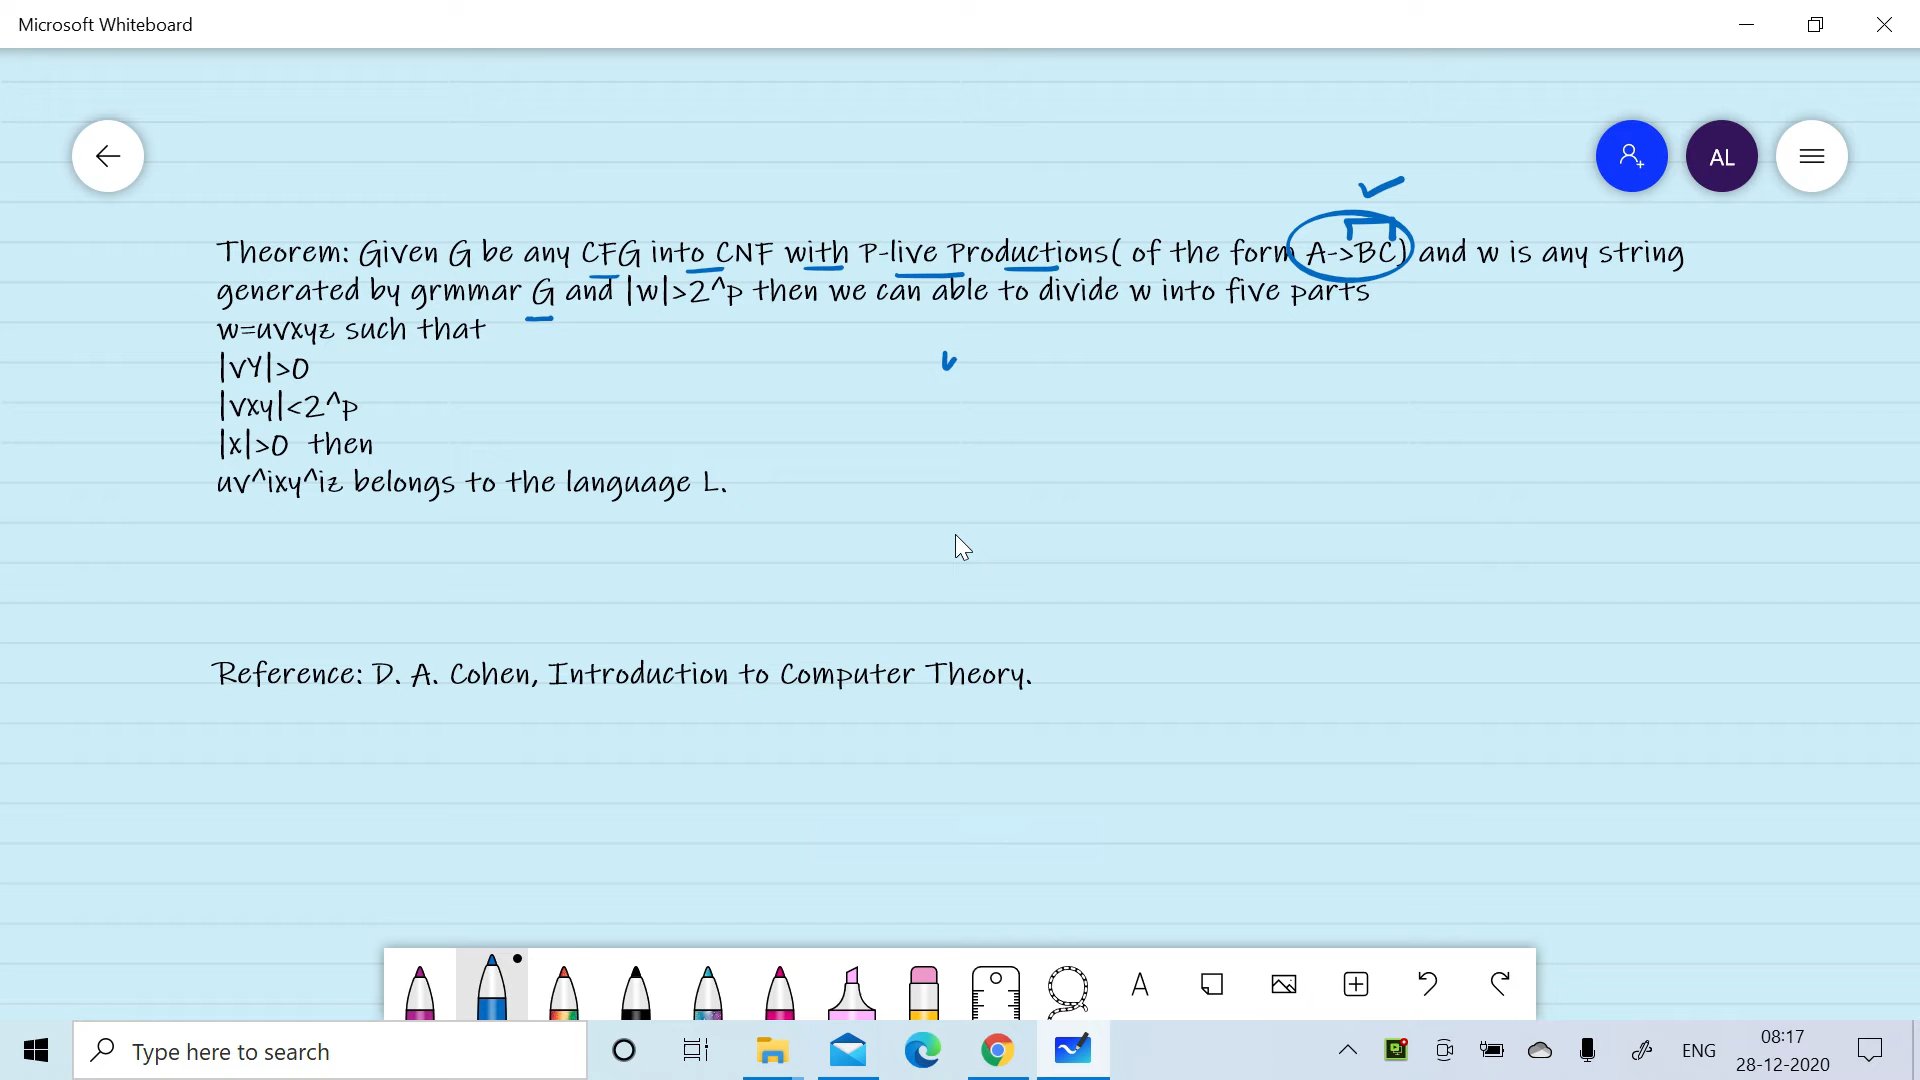 Microsoft Whiteboard
AL
Theorem: Given G be any CFG into CNF with P-live Productions( of the form A->BC) and w is any string
generated by grmmar G and |w|>2^p then we can able to divide w into five parts
w=uvxyz such that
|vY|>0
|vxy|<2^p
|x|>0 then
uv^ixy^iz belongs to the language L.
Reference: D. A. Cohen, Introduction to Computer Theory.
A
Type here to search
ENG
08:17
28-12-2020